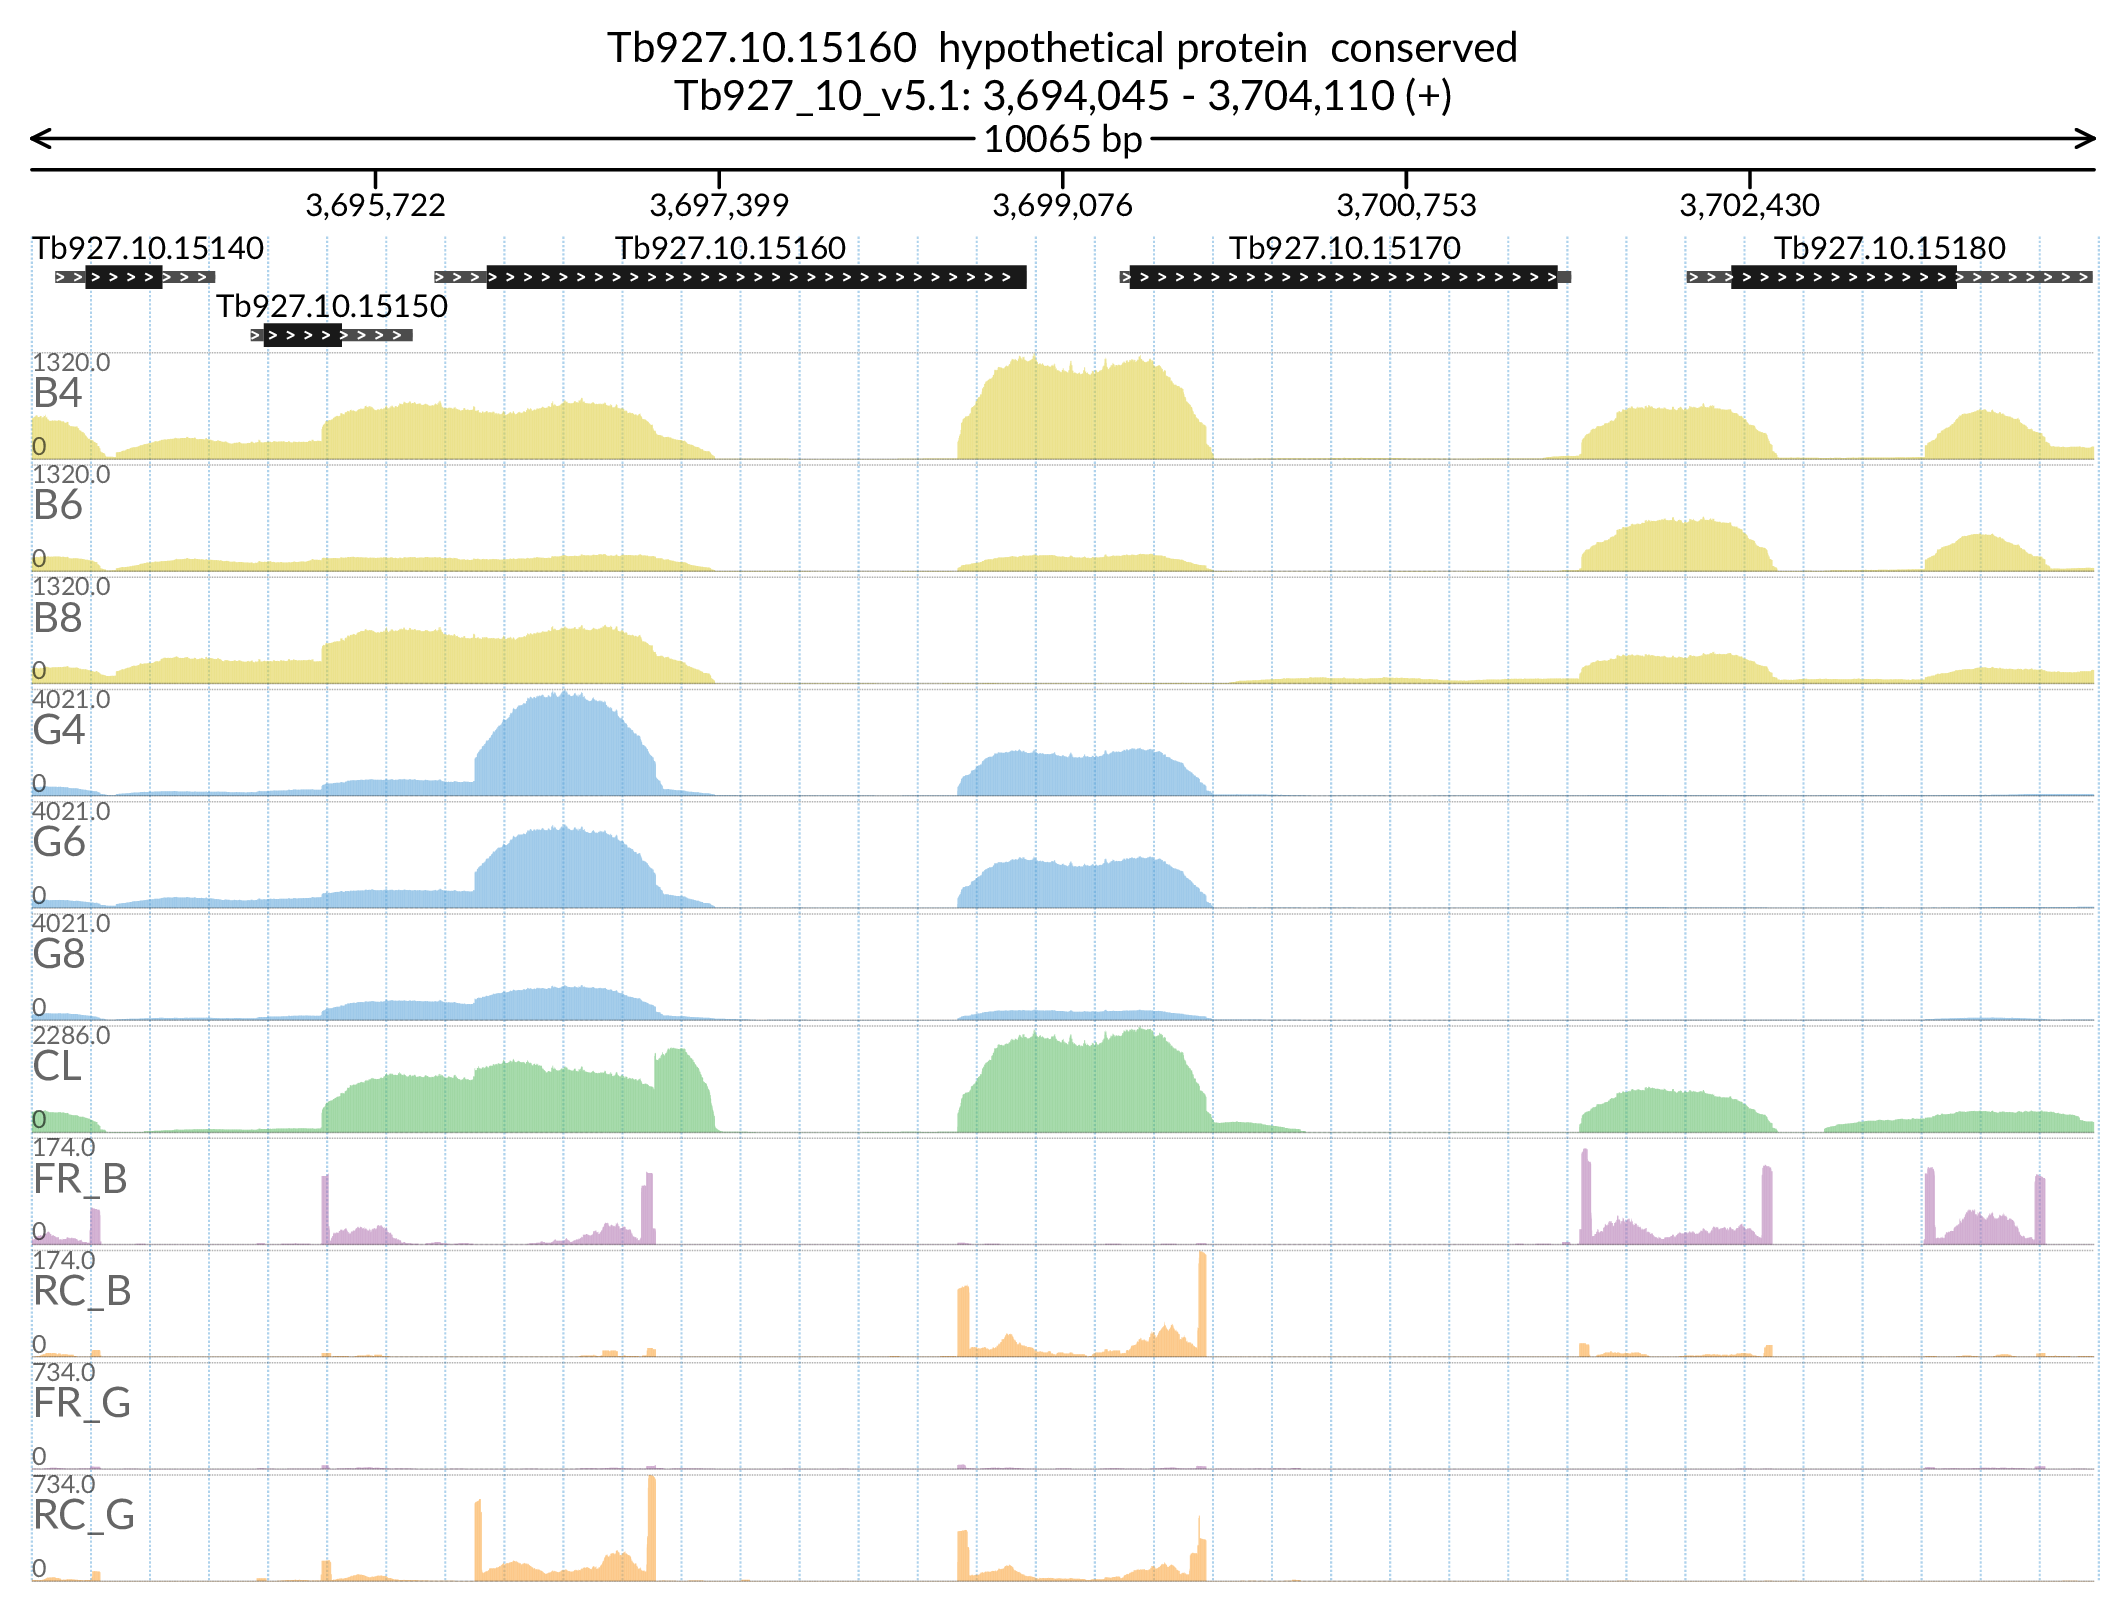 Tb927.10.15160  hypothetical protein  conserved
Tb927_10_v5.1: 3,694,045 - 3,704,110 (+)
10065 bp
3,695,722 3,697,399 3,699,076 3,700,753 3,702,430
Tb927.10.15140 Tb927.10.15160 Tb927.10.15170 Tb927.10.15180
Tb927.10.15150
1320.0
B4
0
1320.0
B6
0
1320.0
B8
0
4021.0
G4
0
4021.0
G6
0
4021.0
G8
0
2286.0
CL
0
174.0
FR_B
0
174.0
RC_B
0
734.0
FR_G
0
734.0
RC_G
0